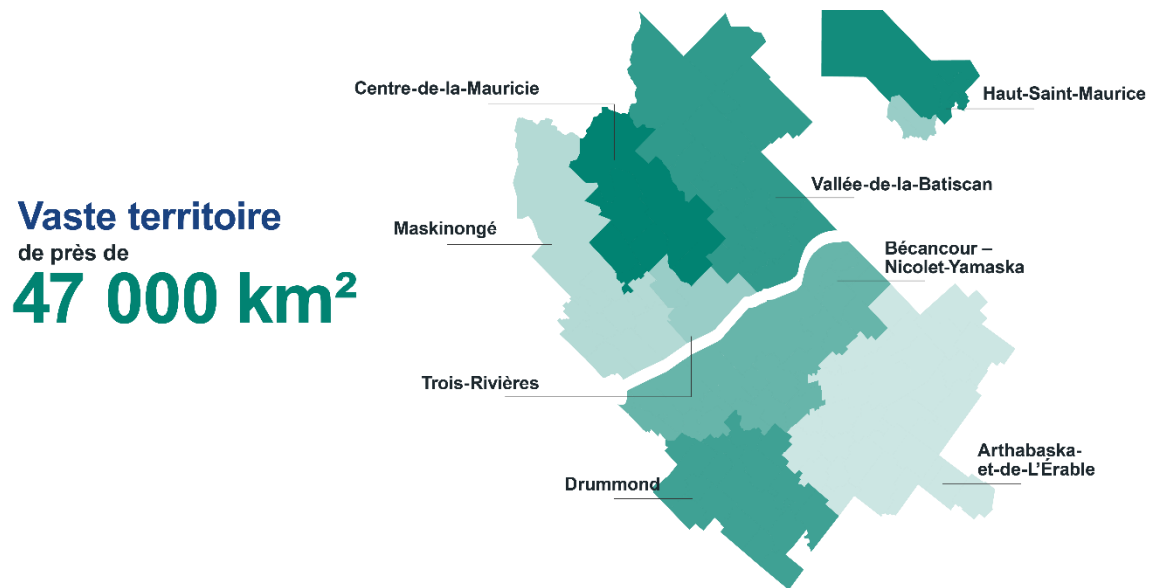 Vaste territoire
de près de
47 000 km²
Centre-de-la-Mauricie
Haut-Saint-Maurice
Vallée-de-la-Batiscan
Maskinongé
Bécancour –
Nicolet-Yamaska
Trois-Rivières
Arthabaska-
et-de-L'Érable
Drummond